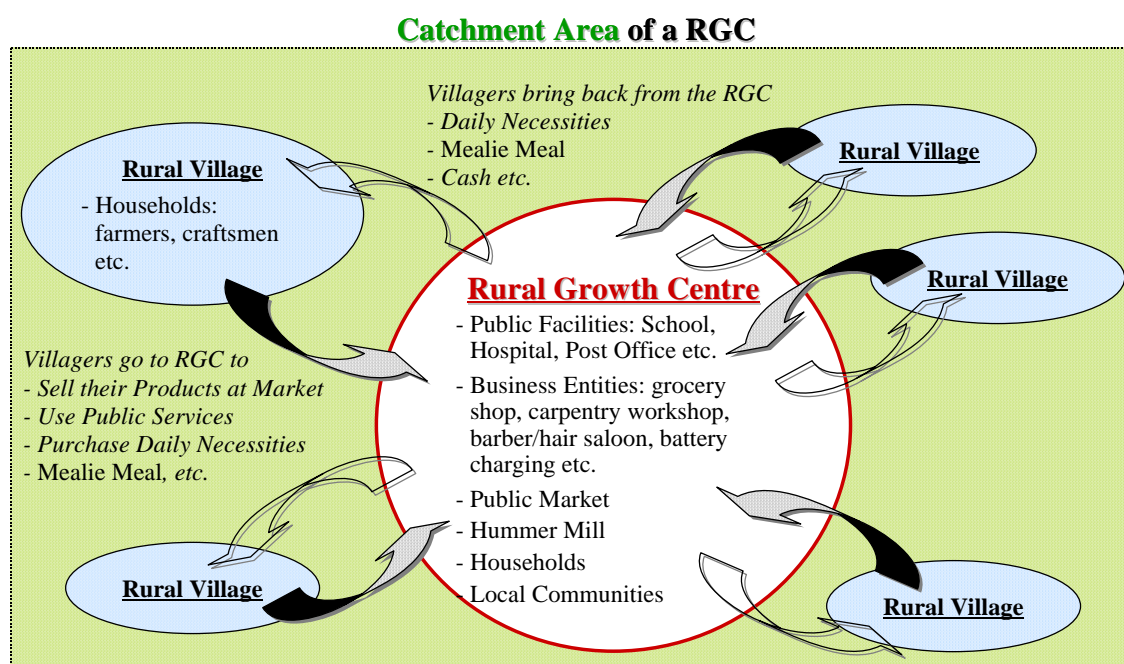 Catchment Area of a RGC
Villagers bring back from the RGC
- Daily Necessities
- Mealie Meal
- Cash etc.
Rural Village
- Households:
farmers, craftsmen
etc.
Rural Village
Rural Village
Rural Growth Centre
- Public Facilities: School,
Hospital, Post Office etc.
- Business Entities: grocery
shop, carpentry workshop,
barber/hair saloon, battery
charging etc.
- Public Market
- Hummer Mill
- Households
- Local Communities
Villagers go to RGC to
- Sell their Products at Market
- Use Public Services
- Purchase Daily Necessities
- Mealie Meal, etc.
Rural Village
Rural Village